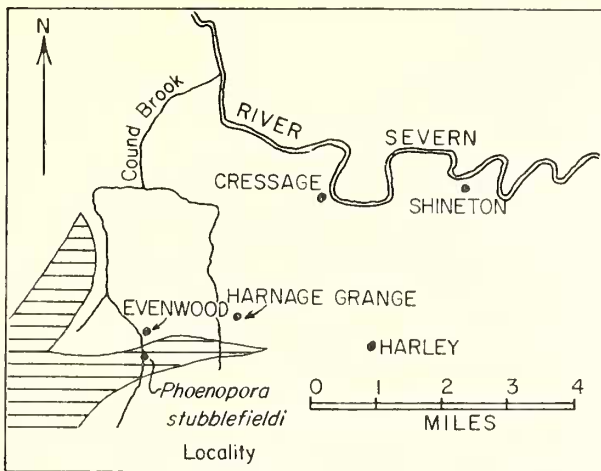 N
Cound Brook
RIVER
SEVERN
CRESSAGE
SHINETON
EVENWOOD
HARNAGE GRANGE
HARLEY
Phoenopora
stubblefieldi
Locality
0 1 2 3 4
MILES